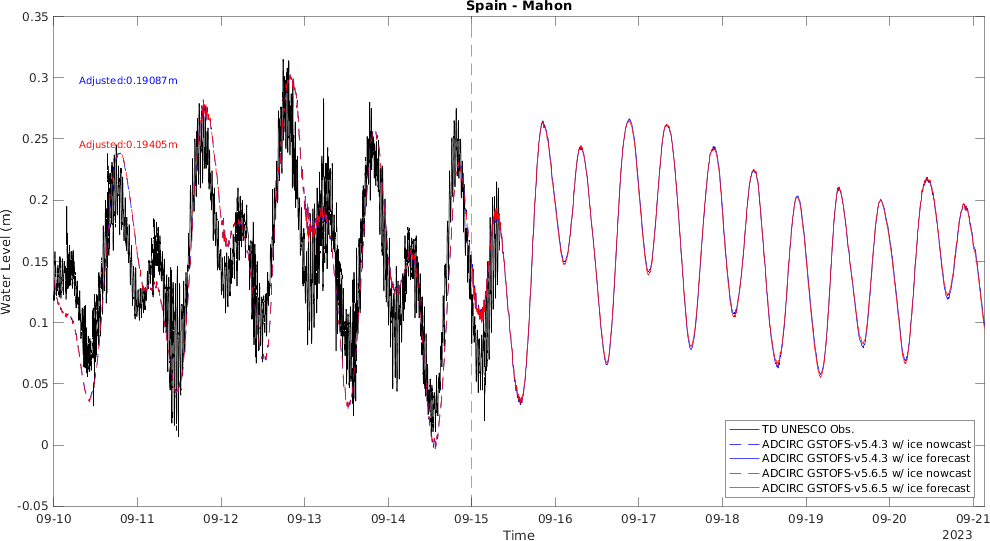 Spain - Mahon
0.35
0.3
0.25
0.2
0.15
0.1
0.05
0
-0.05
Water Level (m)
Adjusted:0.19087m
Adjusted:0.19405m
TD UNESCO Obs.
ADCIRC GSTOFS-v5.4.3 w/ ice nowcast
ADCIRC GSTOFS-v5.4.3 w/ ice forecast
ADCIRC GSTOFS-v5.6.5 w/ ice nowcast
ADCIRC GSTOFS-v5.6.5 w/ ice forecast
09-10 09-11 09-12 09-13 09-14 09-15 09-16 09-17 09-18 09-19 09-20 09-21
Time
2023